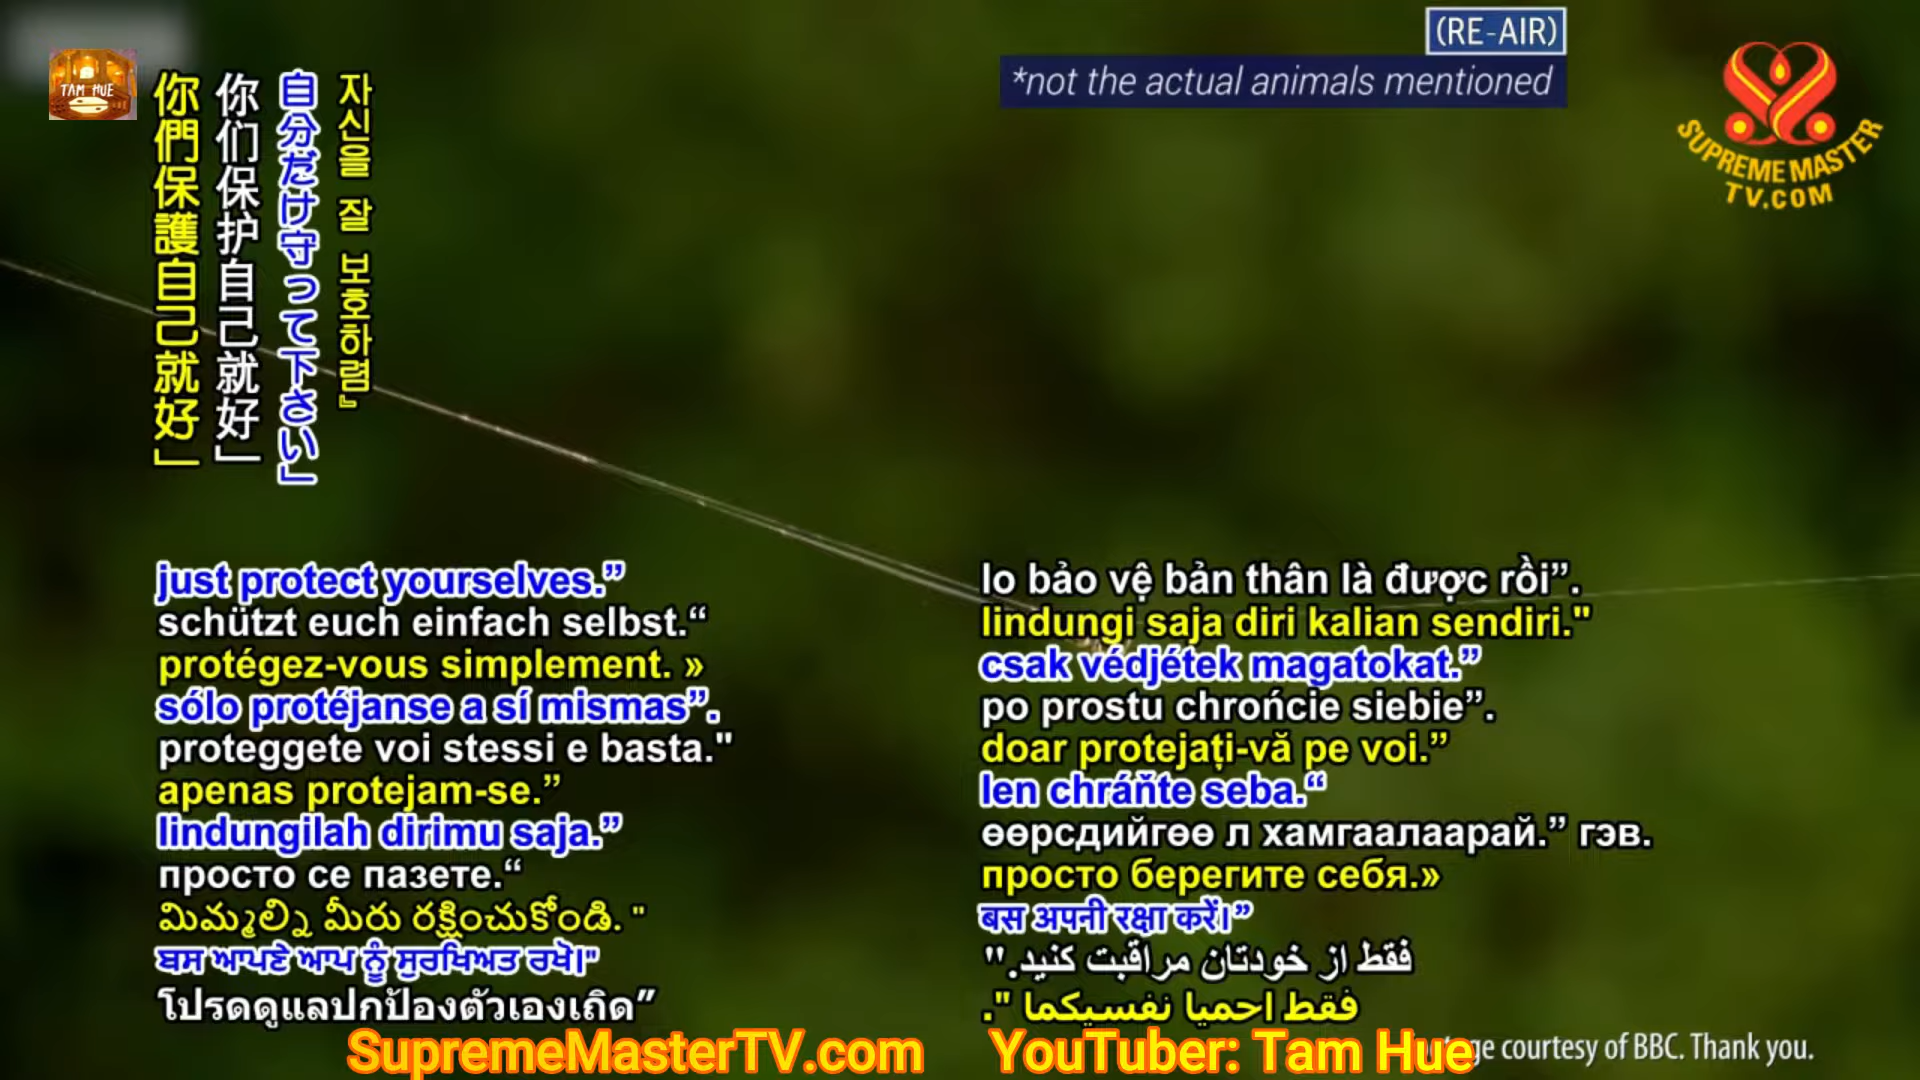 (RE-AIR)
*not the actual animals mentioned
SUPREME MASTER
TV.COM
TAM HUE
你們保護自己就好」
你们保护自己就好」
自分だけ守って下さい」
자신을 잘 보호하렴』
just protect yourselves.”
schützt euch einfach selbst.“
protégez-vous simplement. »
sólo protéjanse a sí mismas”.
proteggete voi stessi e basta."
apenas protejam-se.”
lindungilah dirimu saja.”
просто се пазете.“
మిమ్మల్ని మీరు రక్షించుకోండి. "
ਬਸ ਆਪਣੇ ਆਪ ਨੂੰ ਸੁਰਖਿਅਤ ਰਖੋ।"
โปรดดูแลปกป้องตัวเองเถิด”
lo bảo vệ bản thân là được rồi”.
lindungi saja diri kalian sendiri."
csak védjétek magatokat.”
po prostu chrońcie siebie”.
doar protejați-vă pe voi.”
len chráňte seba.“
өөрсдийгөө л хамгаалаарай.” гэв.
просто берегите себя.»
बस अपनी रक्षा करें।”
فقط از خودتان مراقبت کنید."
فقط احميا نفسيكما ".
SupremeMasterTV.com YouTuber: Tam Hue
courtesy of BBC. Thank you.